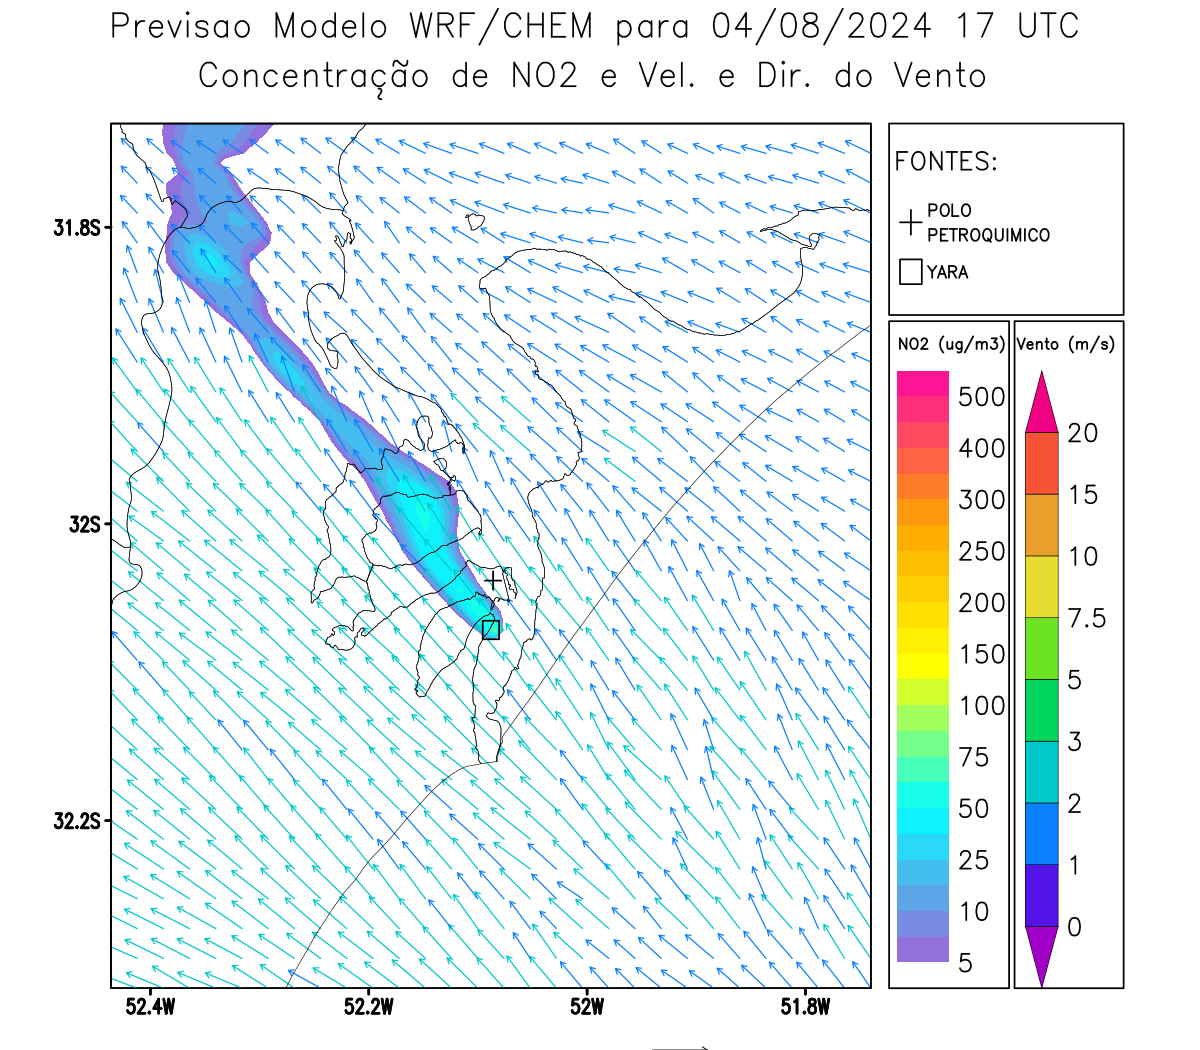 Previsao Modelo WRF/CHEM para 04/08/2024 17 UTC
Concentração de NO2 e Vel. e Dir. do Vento
FONTES:
POLO
PETROQUIMICO
YARA
NO2 (ug/m3)
500
400
300
250
200
150
100
75
50
25
10
5
Vento (m/s)
20
15
10
7.5
5
3
2
1
0
31.8S
32S
32.2S
52.4W
52.2W
52W
51.8W